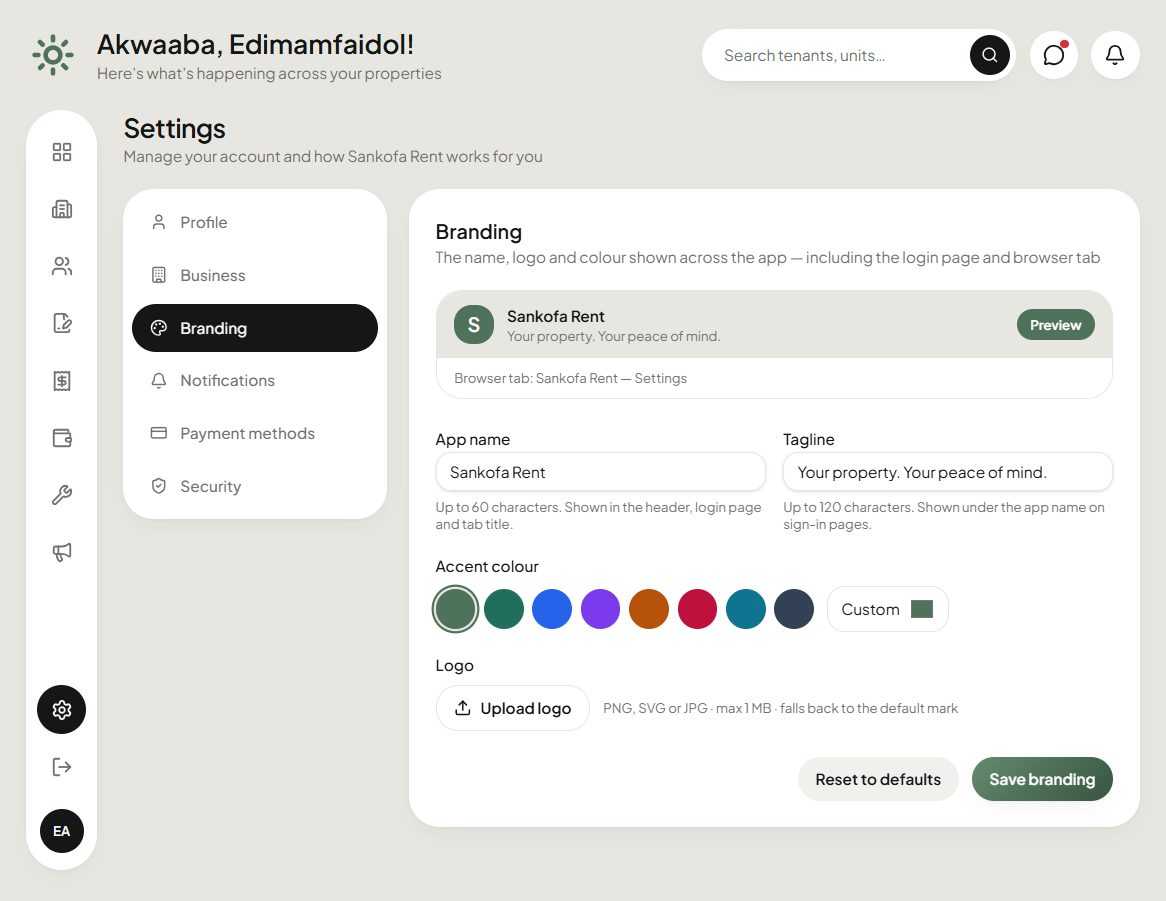 Akwaaba, Edimamfaidol!
Here's what's happening across your properties
Search tenants, units...
Settings
Manage your account and how Sankofa Rent works for you
Profile
Business
Branding
Notifications
Payment methods
Security
Branding
The name, logo and colour shown across the app — including the login page and browser tab
S
Sankofa Rent
Your property. Your peace of mind.
Preview
Browser tab: Sankofa Rent — Settings
App name
Sankofa Rent
Up to 60 characters. Shown in the header, login page
and tab title.
Tagline
Your property. Your peace of mind.
Up to 120 characters. Shown under the app name on
sign-in pages.
Accent colour
Custom
Logo
Upload logo
PNG, SVG or JPG · max 1 MB · falls back to the default mark
Reset to defaults
Save branding
EA